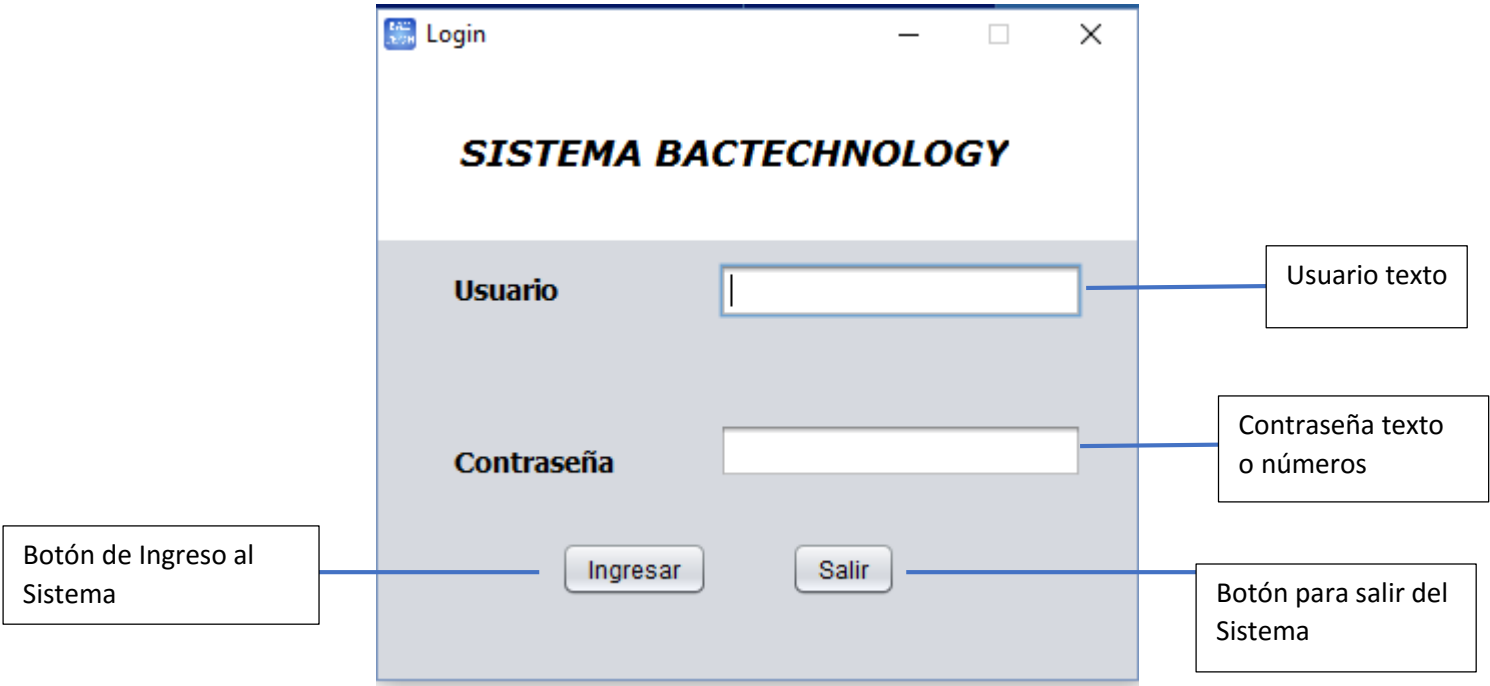 Login
SISTEMA BACTECHNOLOGY
Usuario
Usuario texto
Contraseña
Contraseña texto
o números
Botón de Ingreso al
Sistema
Ingresar
Salir
Botón para salir del
Sistema